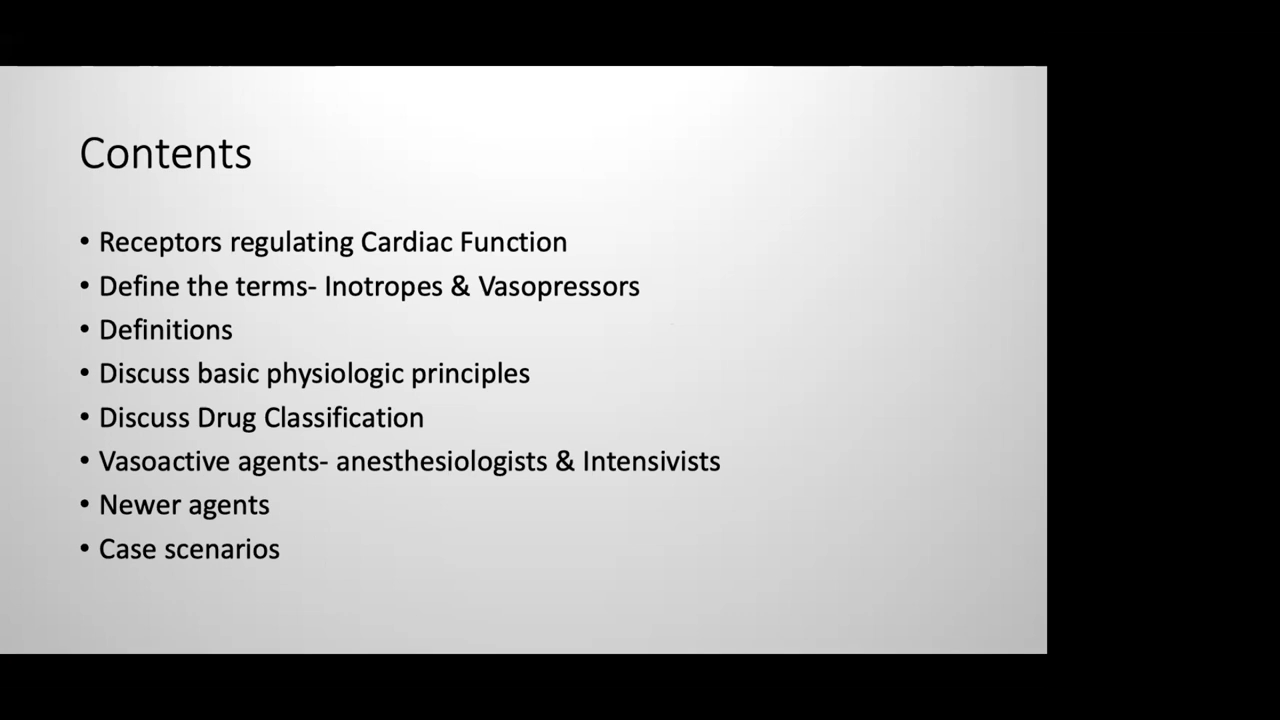 Contents
• Receptors regulating Cardiac Function
• Define the terms- Inotropes & Vasopressors
• Definitions
• Discuss basic physiologic principles
• Discuss Drug Classification
• Vasoactive agents- anesthesiologists & Intensivists
• Newer agents
• Case scenarios